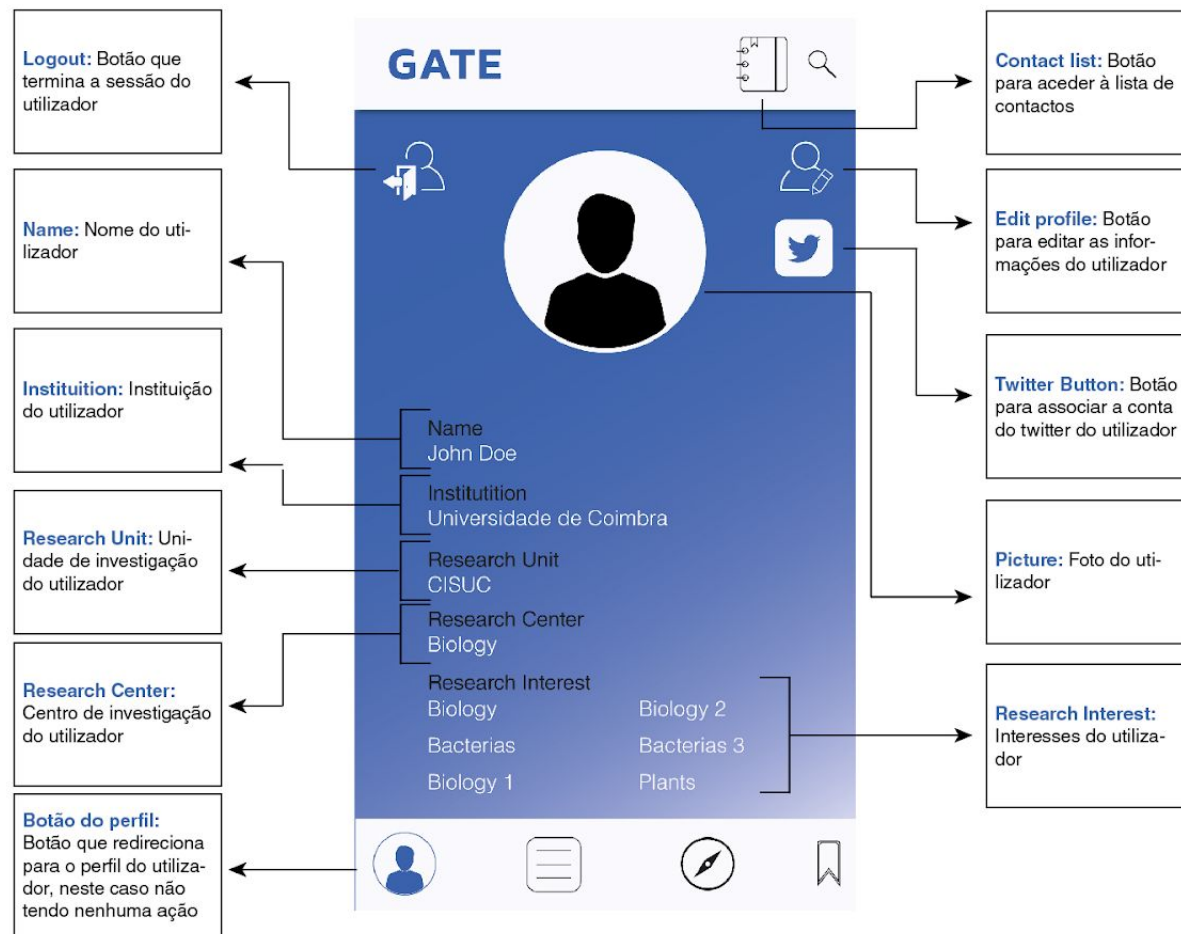 Logout: Botão que
termina a sessão do
utilizador
Name: Nome do uti-
lizador
Instituition: Instituição
do utilizador
Research Unit: Uni-
dade de investigação
do utilizador
Research Center:
Centro de investigação
do utilizador
Botão do perfil:
Botão que redireciona
para o perfil do utiliza-
dor, neste caso não
tendo nenhuma ação
GATE
Name
John Doe
Institutition
Universidade de Coimbra
Research Unit
CISUC
Research Center
Biology
Research Interest
Biology Biology 2
Bacterias Bacterias 3
Biology 1 Plants
Contact list: Botão
para aceder à lista de
contactos
Edit profile: Botão
para editar as infor-
mações do utilizador
Twitter Button: Botão
para associar a conta
do twitter do utilizador
Picture: Foto do uti-
lizador
Research Interest:
Interesses do utiliza-
dor